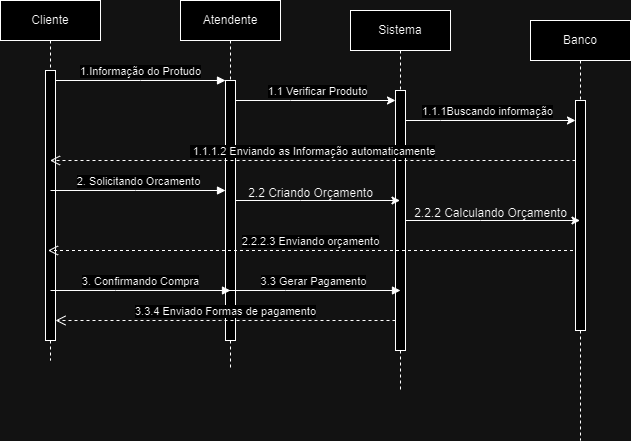 Cliente
Atendente
Sistema
Banco
1.Informação do Protudo
1.1 Verificar Produto
1.1.1Buscando informação
1.1.1.2 Enviando as Informação automaticamente
2. Solicitando Orcamento
2.2 Criando Orçamento
2.2.2 Calculando Orçamento
2.2.2.3 Enviando orçamento
3. Confirmando Compra
3.3 Gerar Pagamento
3.3.4 Enviado Formas de pagamento